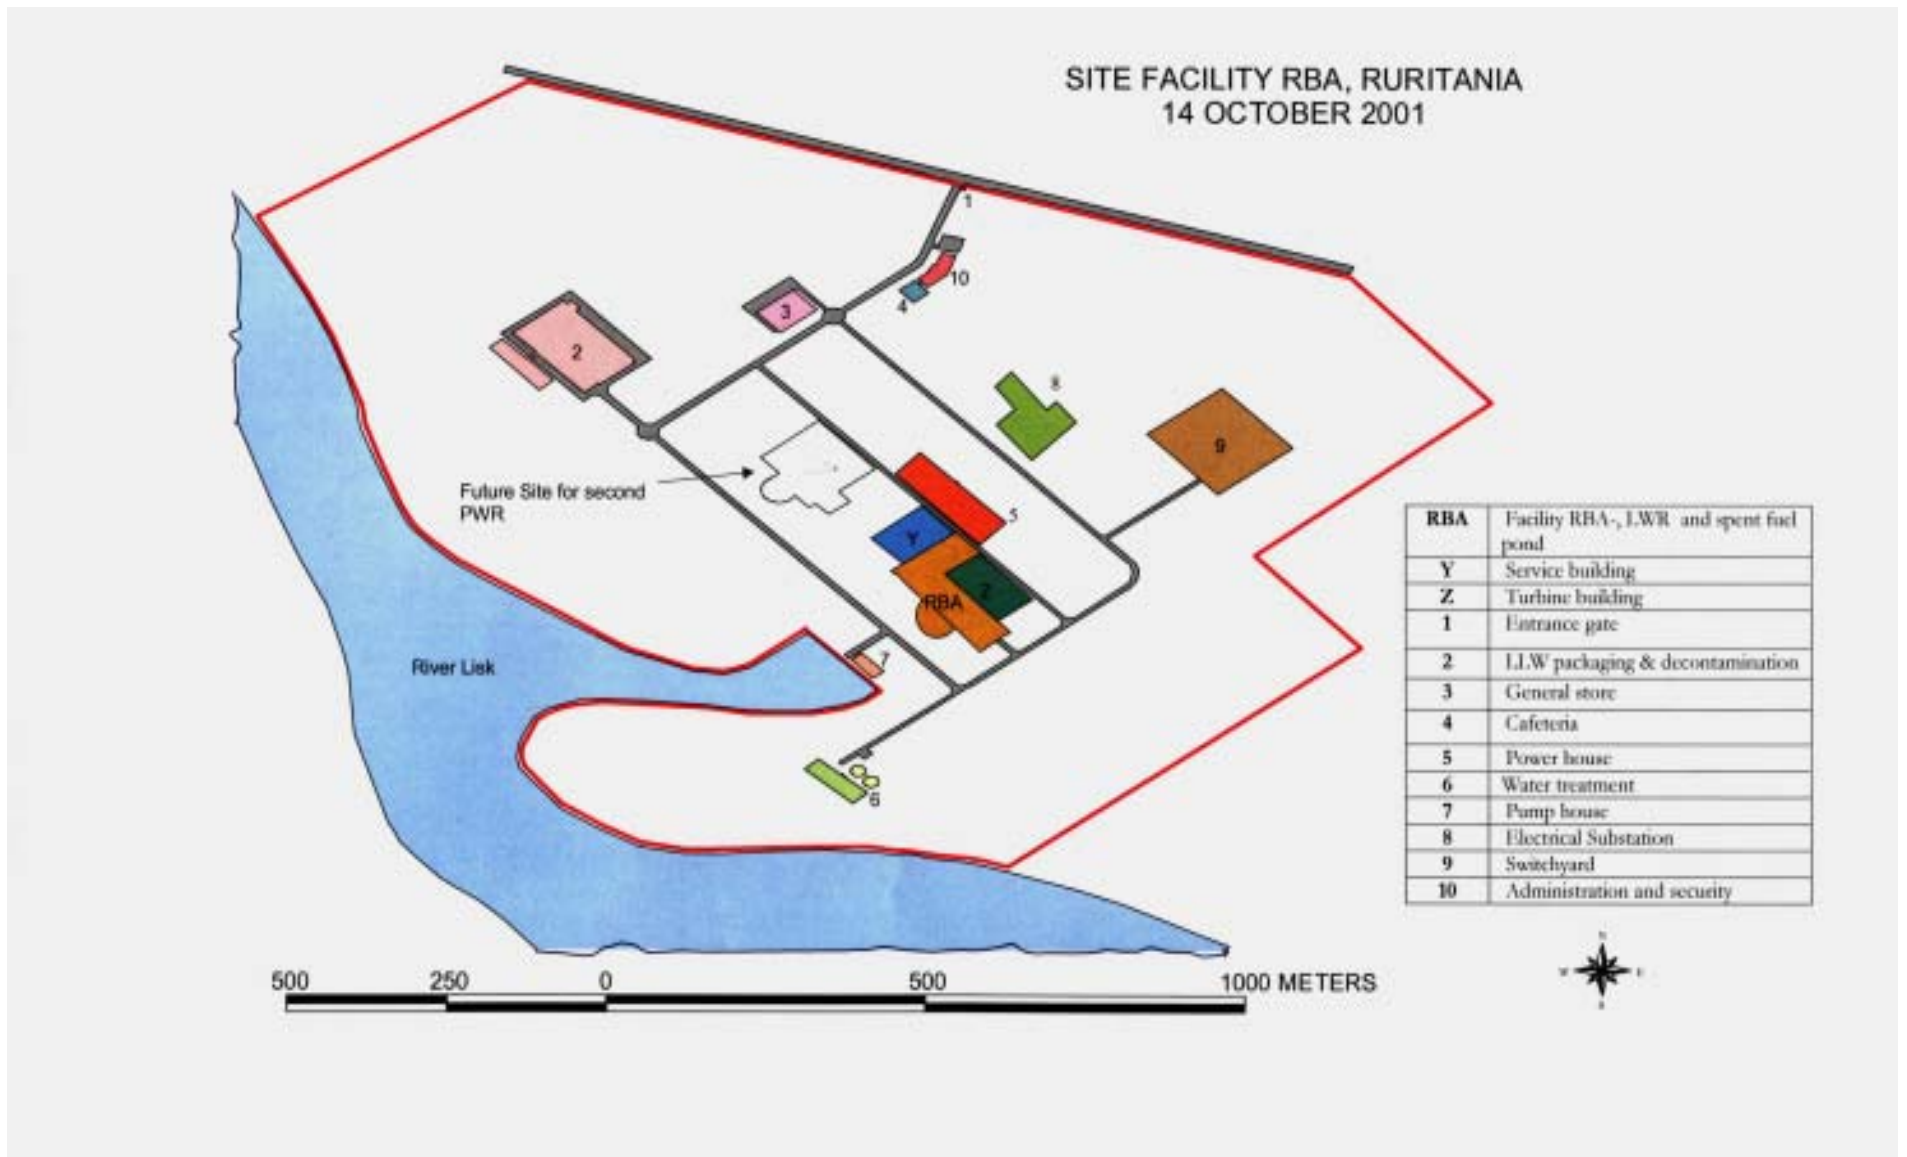 SITE FACILITY RBA, RURITANIA
14 OCTOBER 2001
1
10
4
3
2
8
9
Future Site for second
PWR
5
Y
Z
RBA
7
River Lisk
6
RBA Facility RBA-, LWR and spent fuel
pond
Y Service building
Z Turbine building
1 Entrance gate
2 LLW packaging & decontamination
3 General store
4 Cafeteria
5 Power house
6 Water treatment
7 Pump house
8 Electrical Substation
9 Switchyard
10 Administration and security
N
W E
S
500 250 0 500 1000 METERS